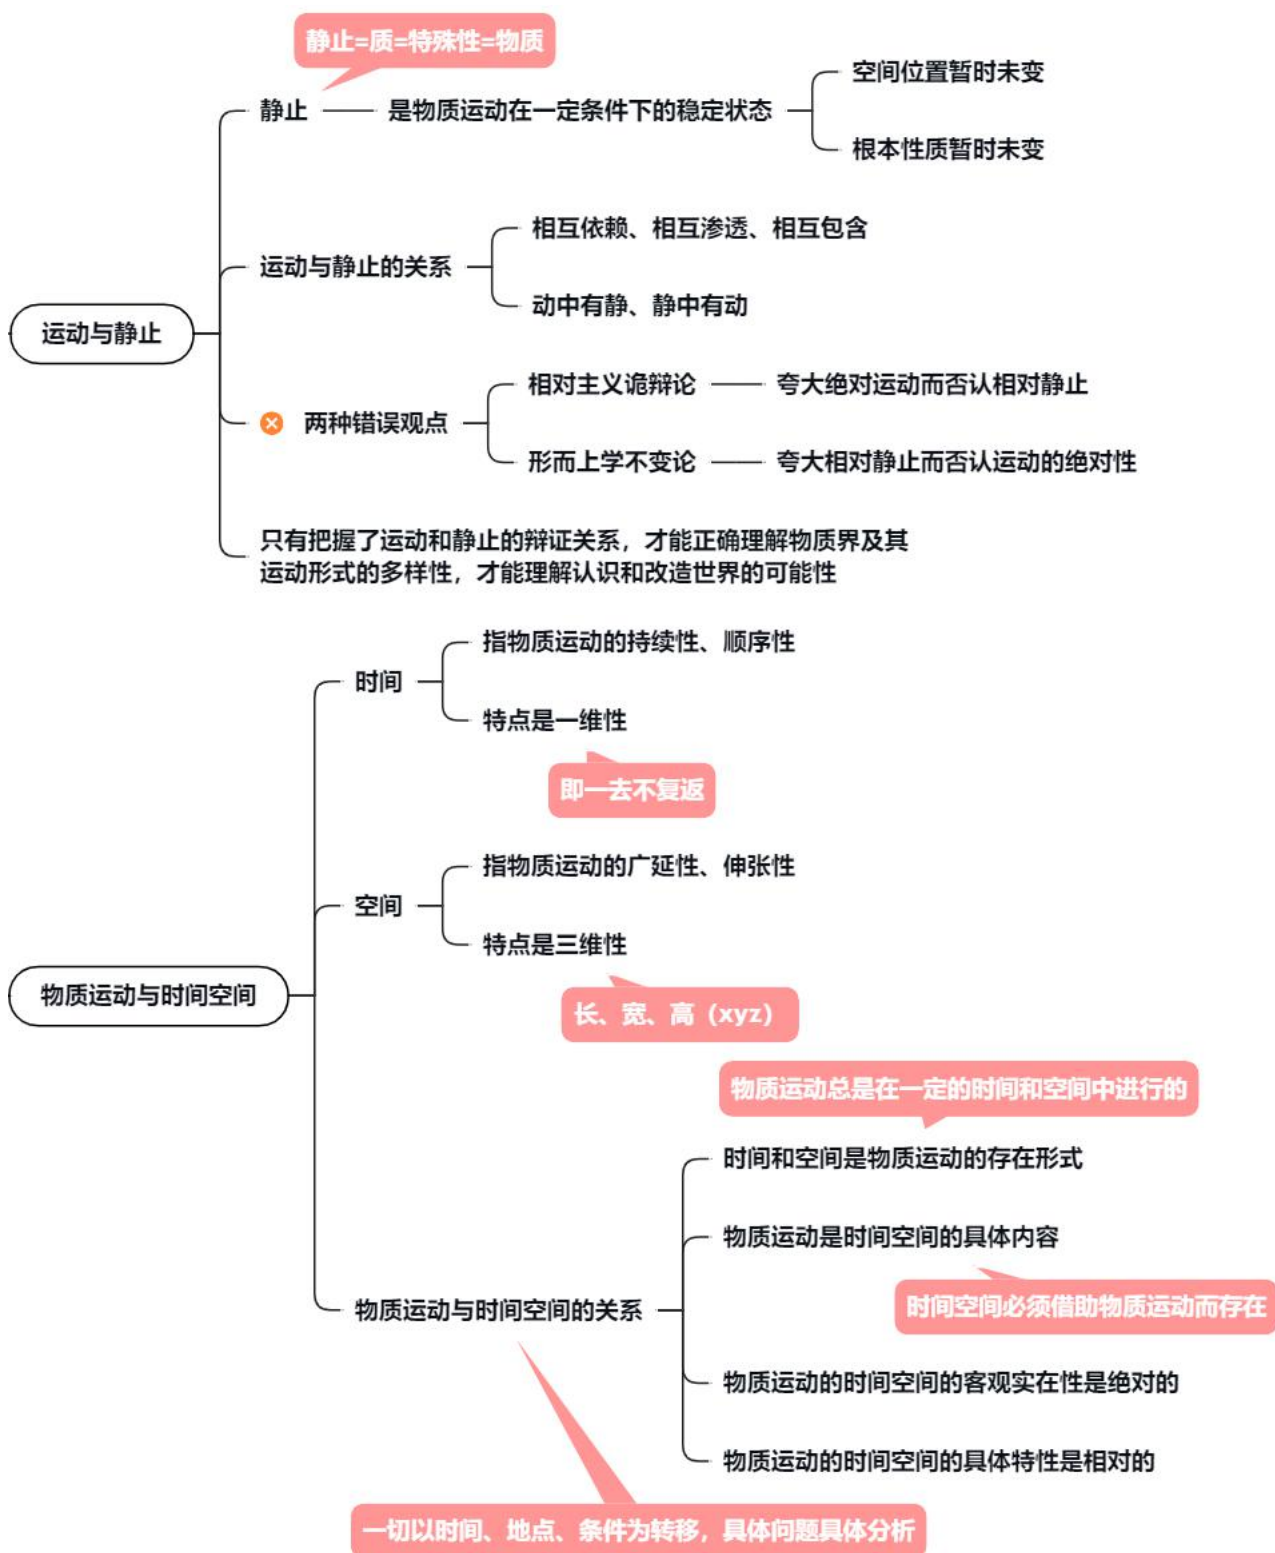 静止=质=特殊性=物质
空间位置暂时未变
静止
是物质运动在一定条件下的稳定状态
根本性质暂时未变
相互依赖、相互渗透、相互包含
运动与静止的关系
动中有静、静中有动
运动与静止
相对主义诡辩论
夸大绝对运动而否认相对静止
两种错误观点
形而上学不变论
夸大相对静止而否认运动的绝对性
只有把握了运动和静止的辩证关系，才能正确理解物质界及其
运动形式的多样性，才能理解认识和改造世界的可能性
指物质运动的持续性、顺序性
时间
特点是一维性
即一去不复返
指物质运动的广延性、伸张性
空间
特点是三维性
物质运动与时间空间
长、宽、高（xyz）
物质运动总是在一定的时间和空间中进行的
时间和空间是物质运动的存在形式
物质运动是时间空间的具体内容
时间空间必须借助物质运动而存在
物质运动与时间空间的关系
物质运动的时间空间的客观实在性是绝对的
物质运动的时间空间的具体特性是相对的
一切以时间、地点、条件为转移，具体问题具体分析